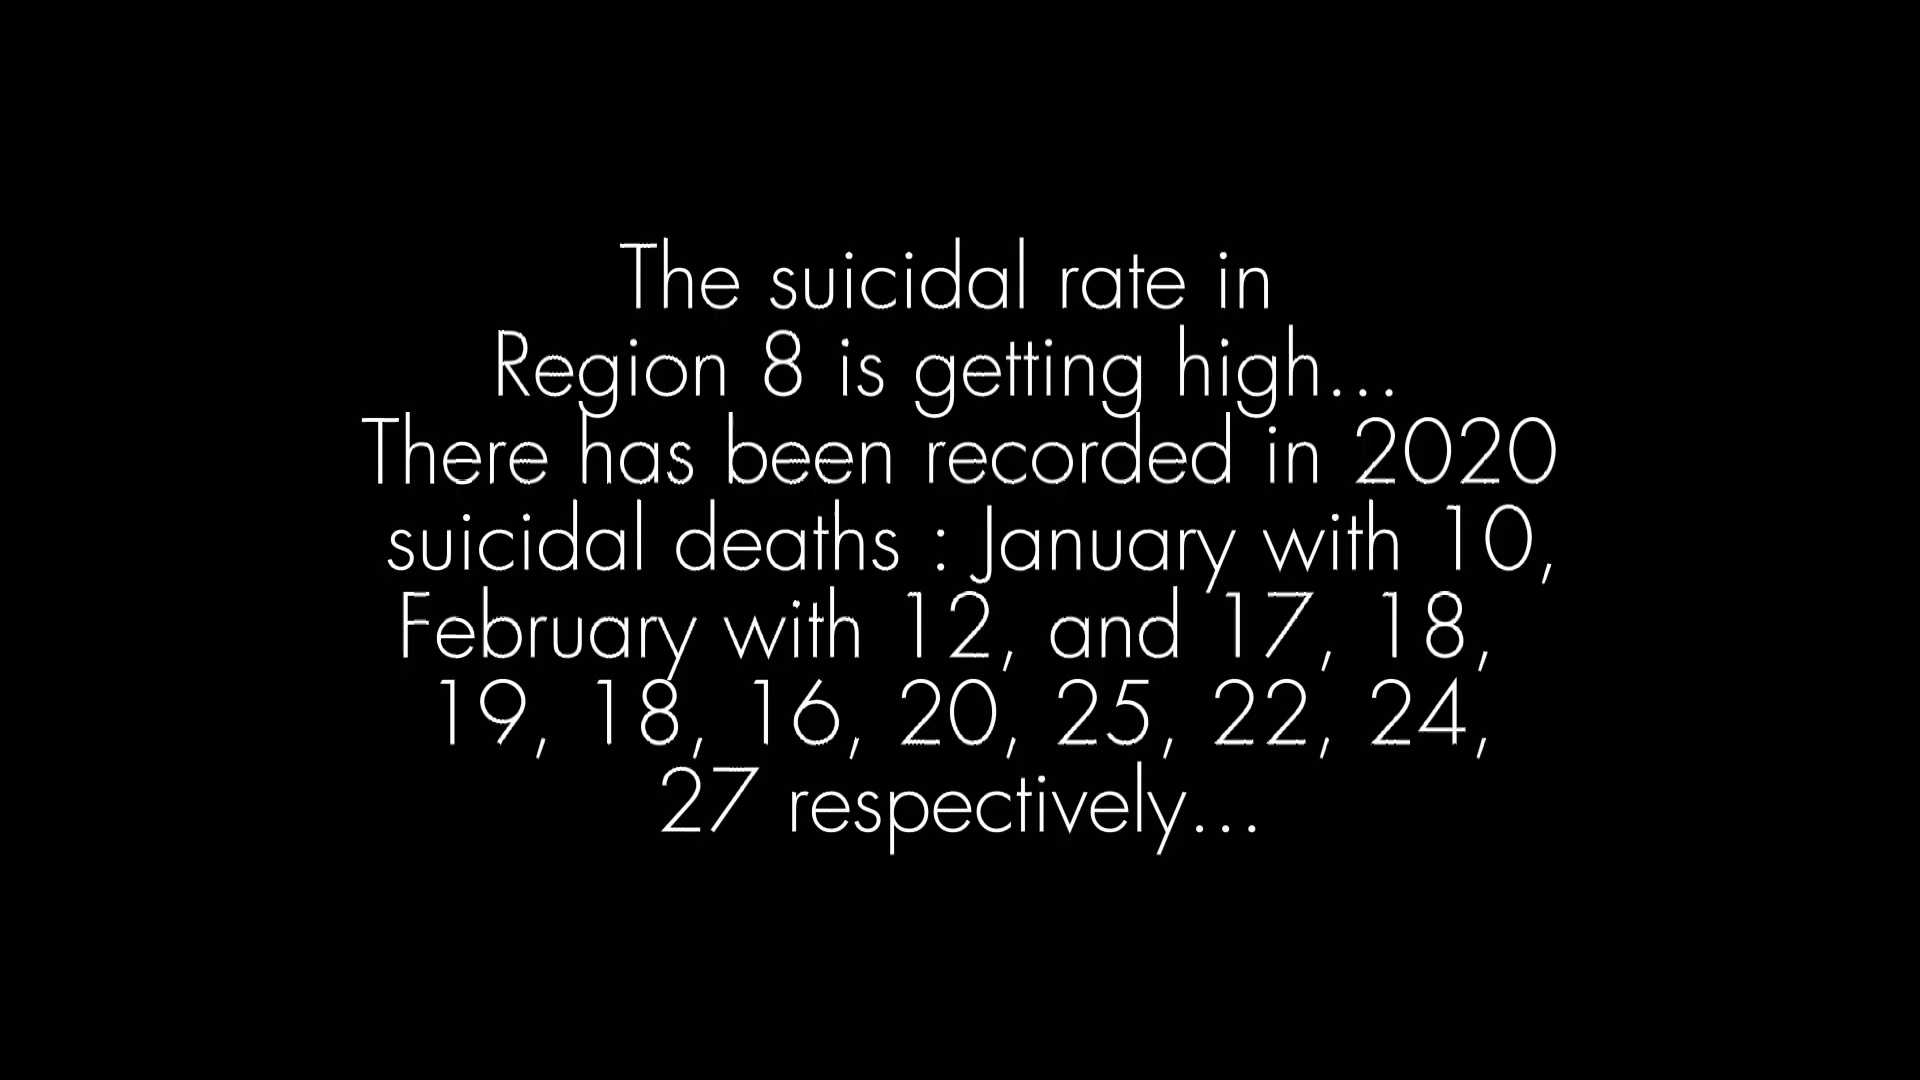 The suicidal rate in
Region 8 is getting high...
There has been recorded in 2020
suicidal deaths : January with 10,
February with 12, and 17, 18,
19, 18, 16, 20, 25, 22, 24,
27 respectively...